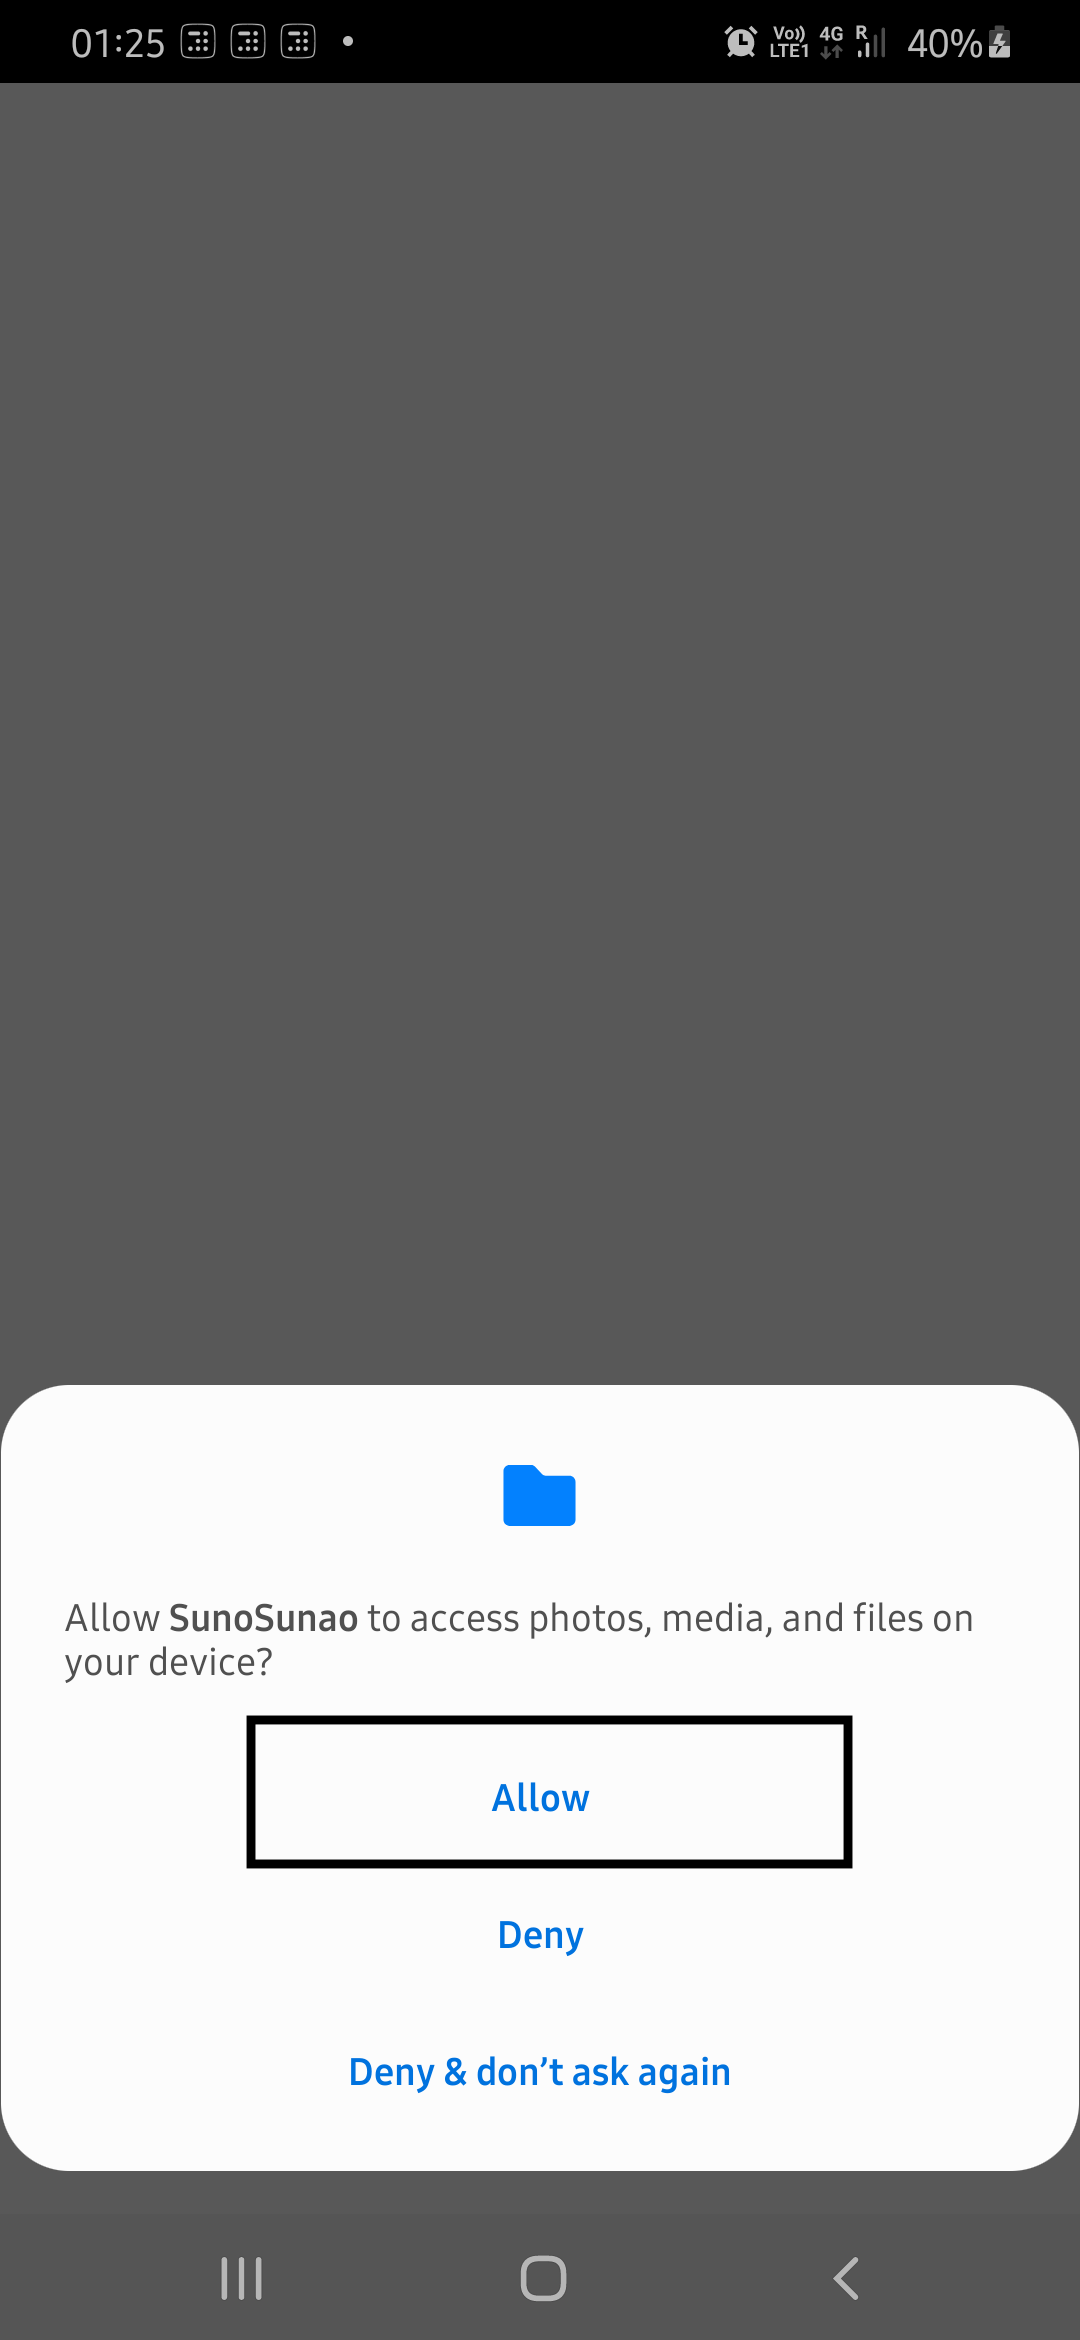 01:25
Vo)) 4G R 40%
LTE1
Allow SunoSunao to access photos, media, and files on
your device?
Allow
Deny
Deny & don’t ask again